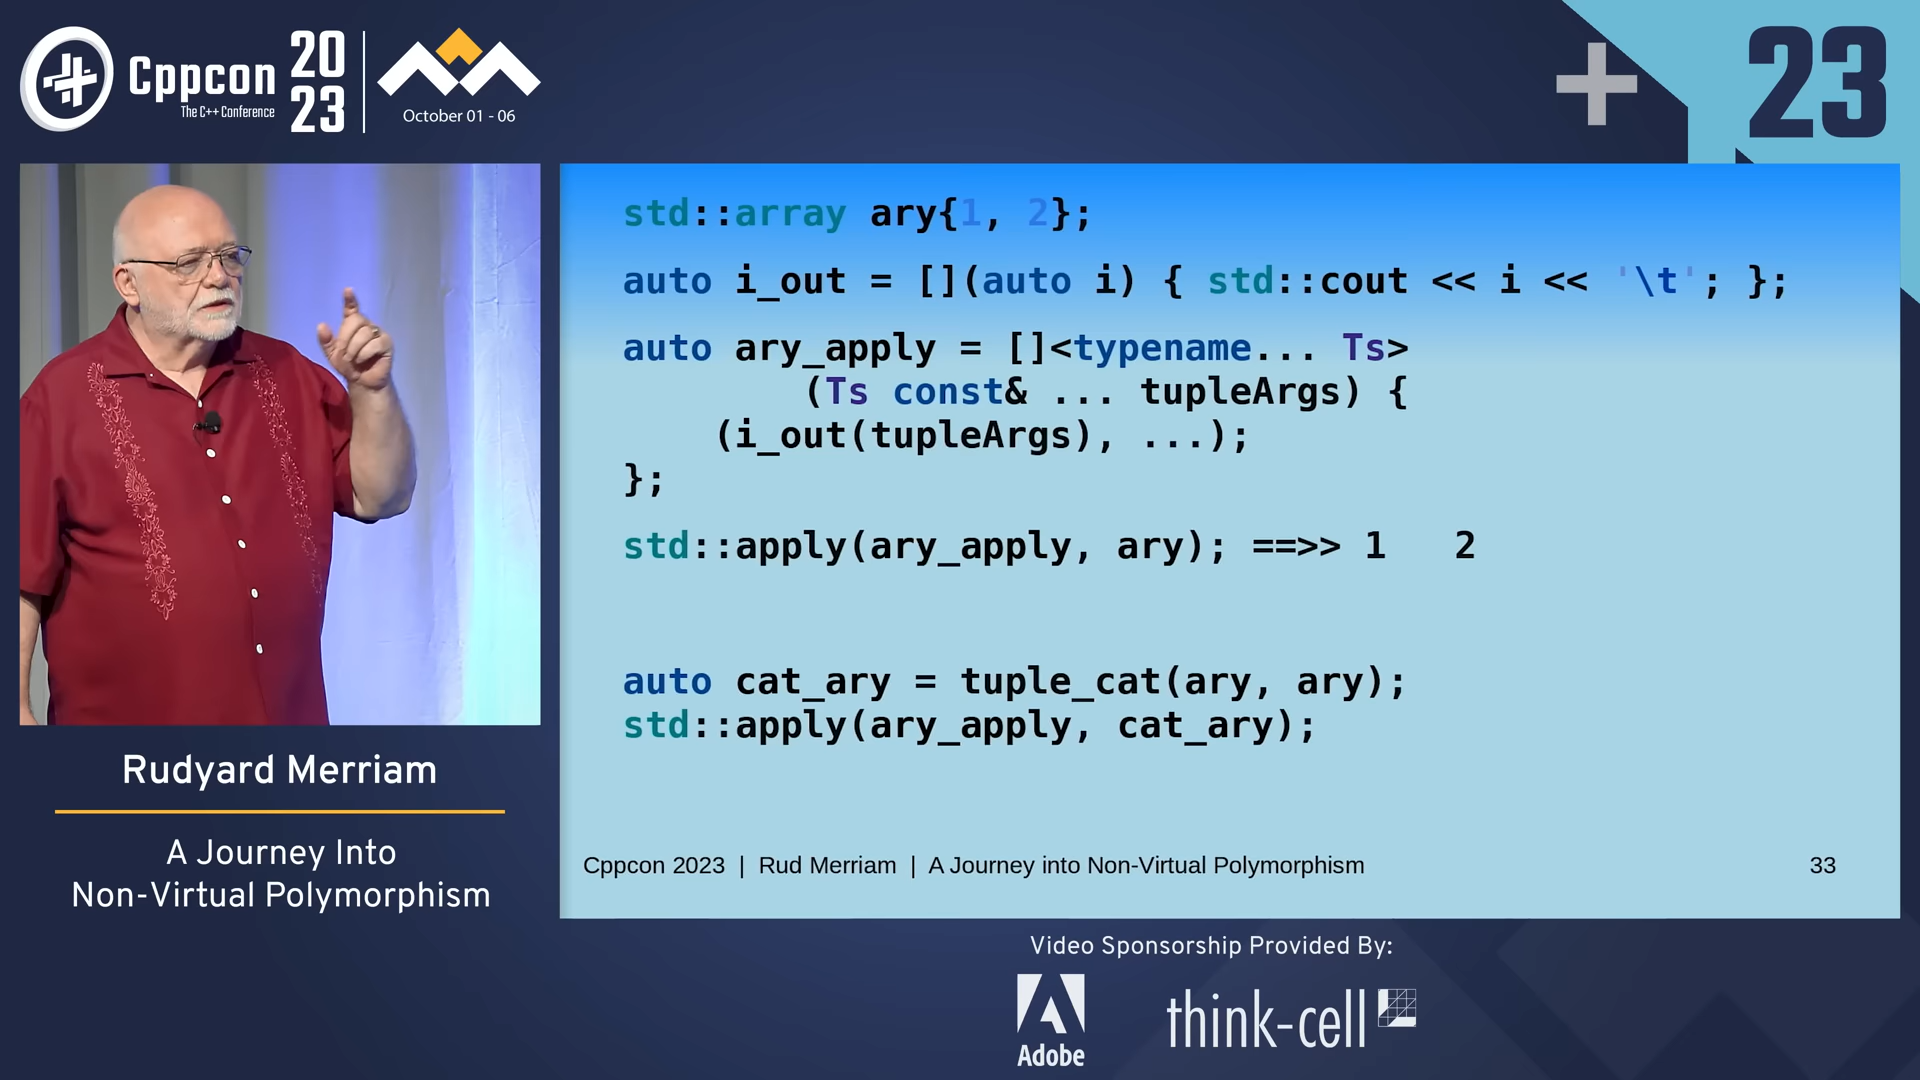 Cppcon
The C++ Conference
20
23
October 01 - 06
+ 23
std::array ary{1, 2};
auto i_out = [](auto i) { std::cout << i << '\t'; };
auto ary_apply = []<typename... Ts>
(Ts const& ... tupleArgs) {
(i_out(tupleArgs), ...);
};
std::apply(ary_apply, ary); ==>> 1 2
auto cat_ary = tuple_cat(ary, ary);
std::apply(ary_apply, cat_ary);
Cppcon 2023 | Rud Merriam | A Journey into Non-Virtual Polymorphism 33
Rudyard Merriam
A Journey Into
Non-Virtual Polymorphism
Video Sponsorship Provided By:
Adobe
think-cell